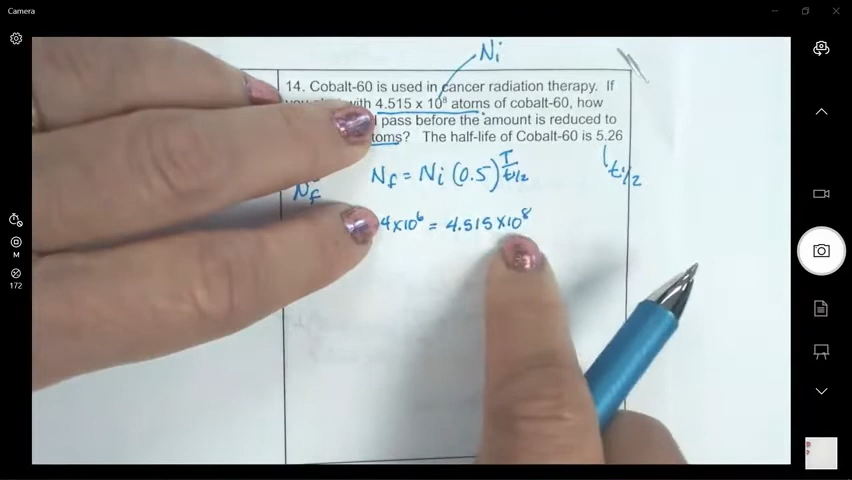 Camera
Ni
14. Cobalt-60 is used in cancer radiation therapy. If
with 4.515 x 10⁸ atoms of cobalt-60, how
pass before the amount is reduced to
toms? The half-life of Cobalt-60 is 5.26
Nf = Ni (0.5)^T/t1/2
t1/2
Nf
4x10⁶ = 4.515x10⁸
M
172